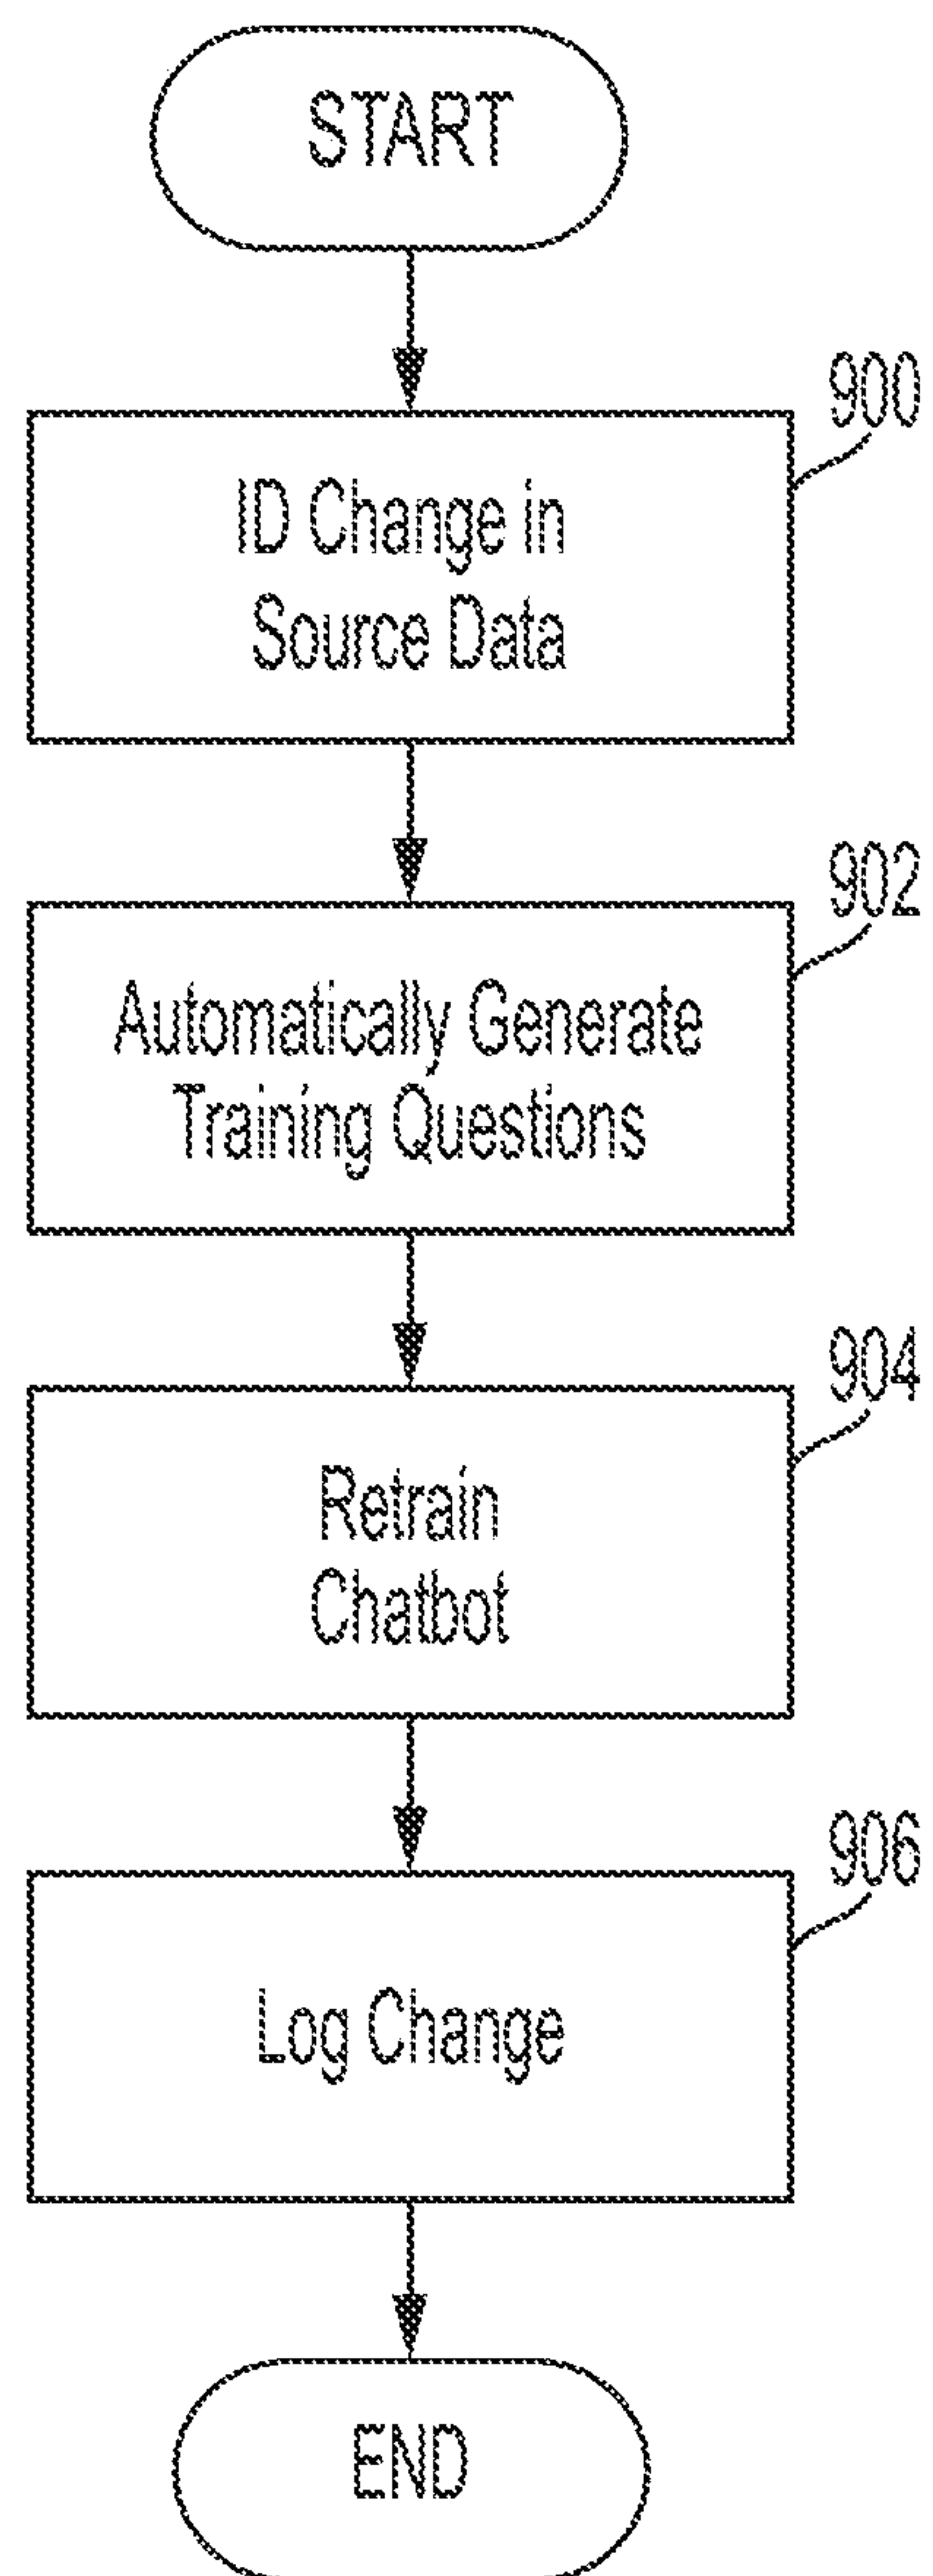 START
900
ID Change in
Source Data
902
Automatically Generate
Training Questions
904
Retrain
Chatbot
906
Log Change
END